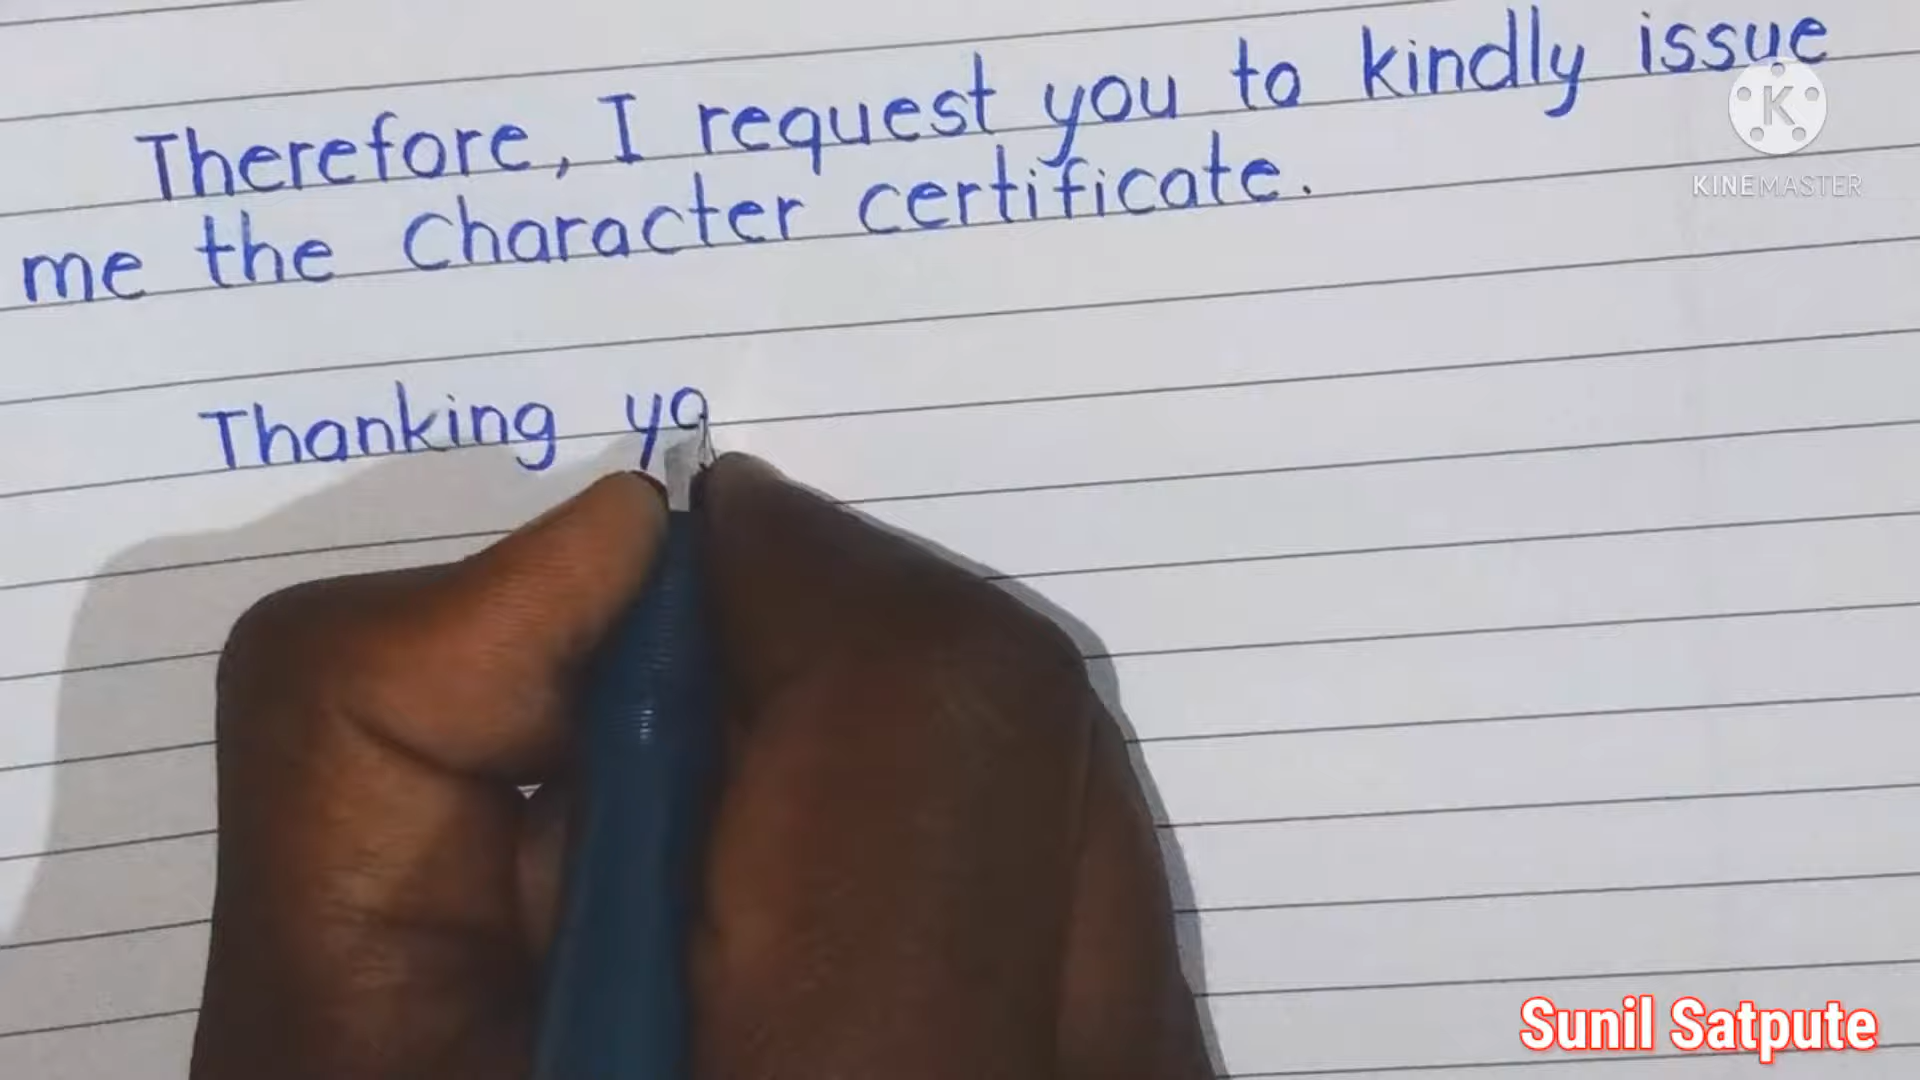 Therefore, I request you to kindly issue
me the Character certificate.
Thanking yo
K
KINEMASTER
Sunil Satpute